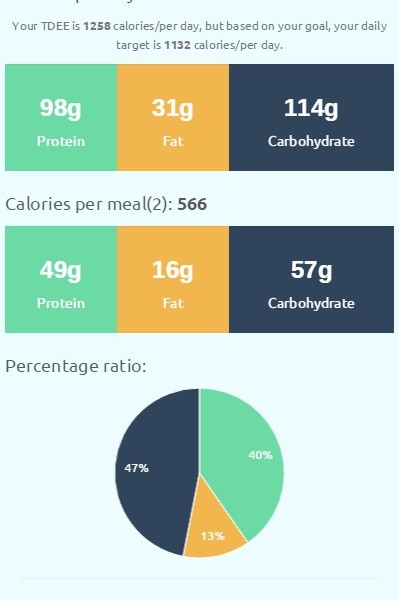 Your TDEE is 1258 calories/per day, but based on your goal, your daily
target is 1132 calories/per day.
98g 31g 114g
Protein Fat Carbohydrate
Calories per meal(2): 566
49g 16g 57g
Protein Fat Carbohydrate
Percentage ratio:
47% 40%
13%